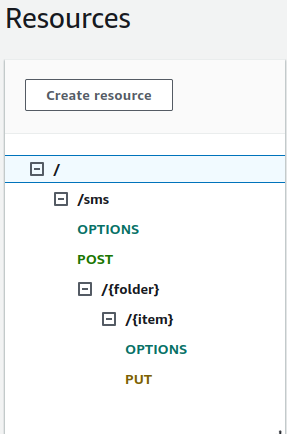 Resources
Create resource
/
/sms
OPTIONS
POST
/{folder}
/{item}
OPTIONS
PUT